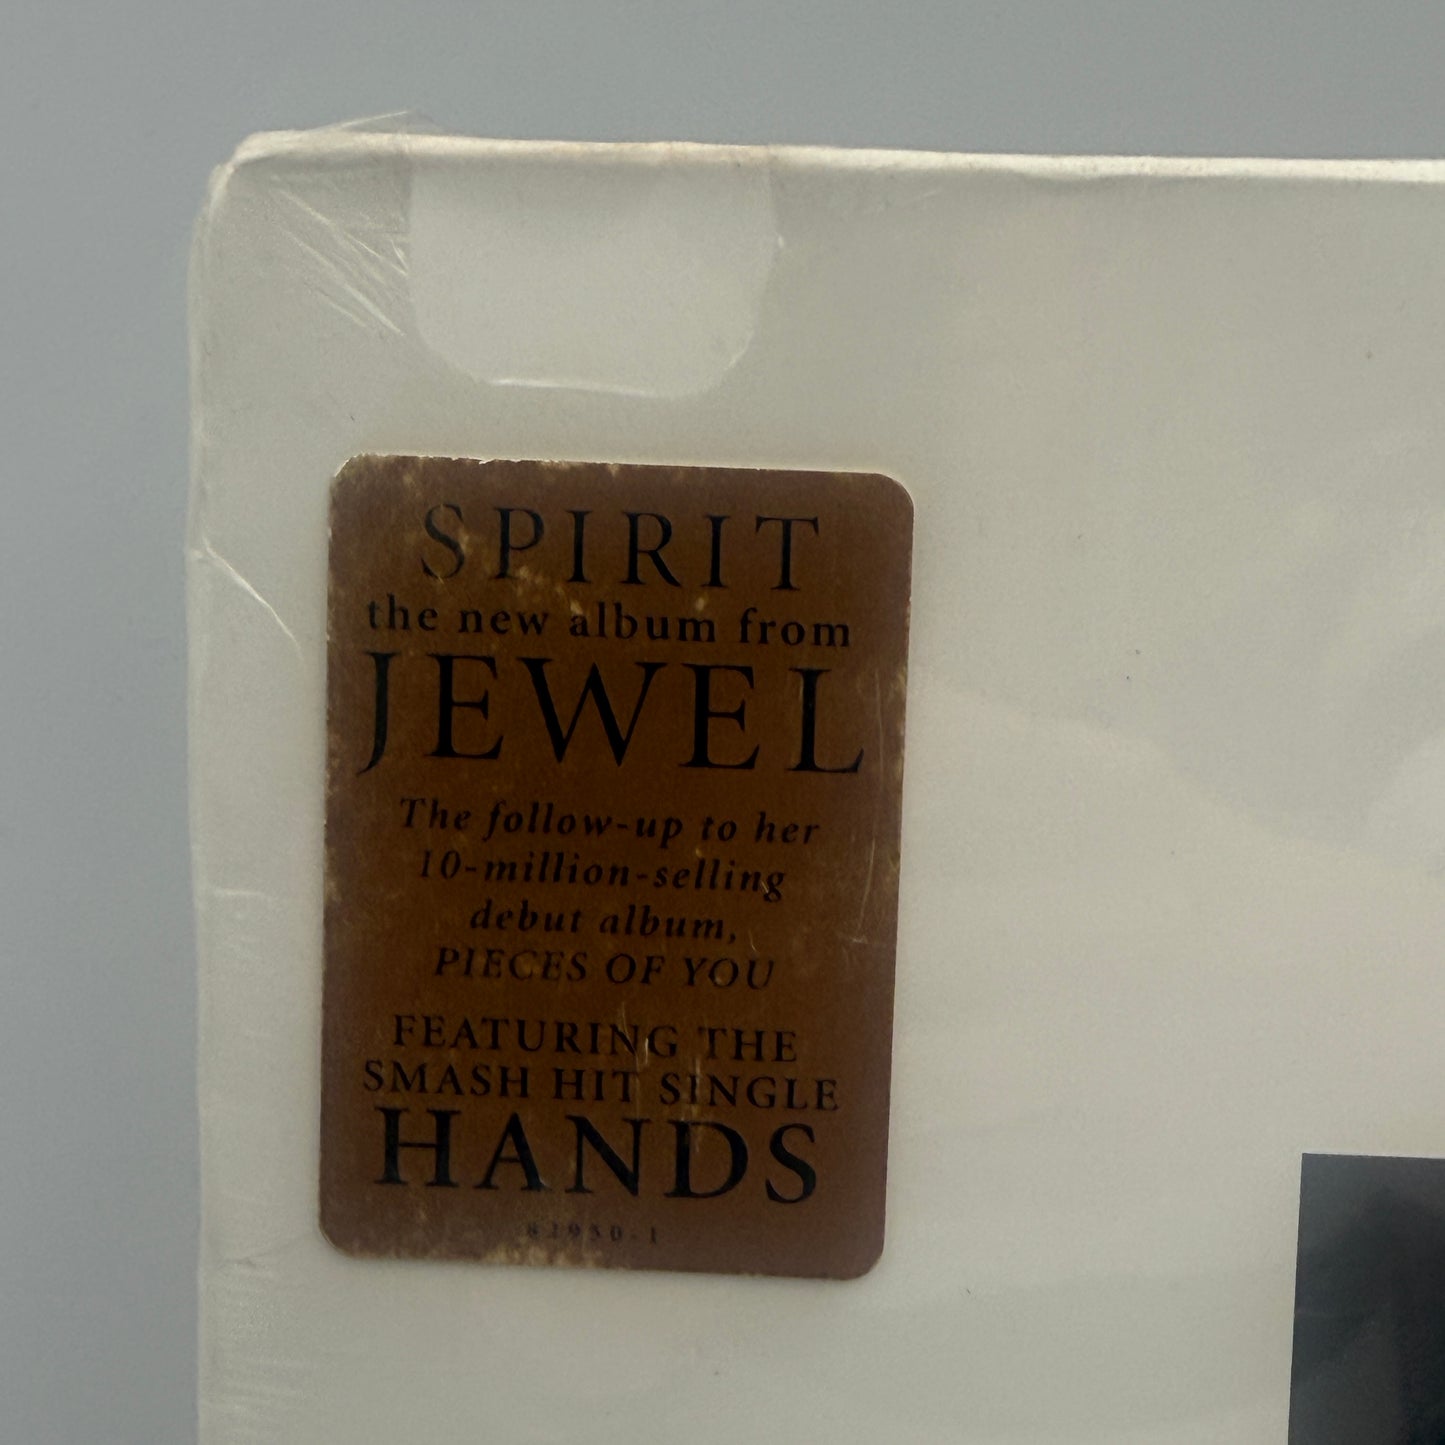 SPIRIT
the new album from
JEWEL
The follow-up to her
10-million-selling
debut album,
PIECES OF YOU
FEATURING THE
SMASH HIT SINGLE
HANDS
82950-1